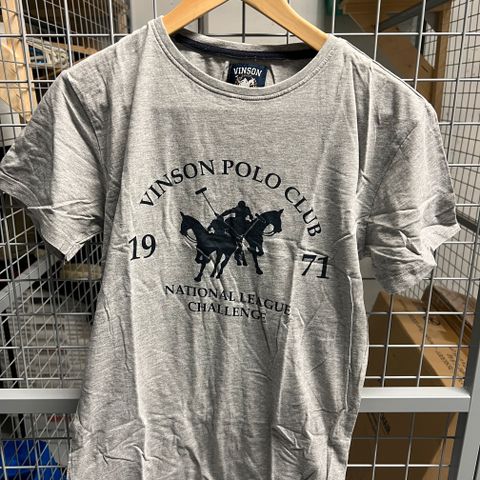 VINSON
VINSON POLO CLUB
19 71
NATIONAL LEAGUE
CHALLENGE